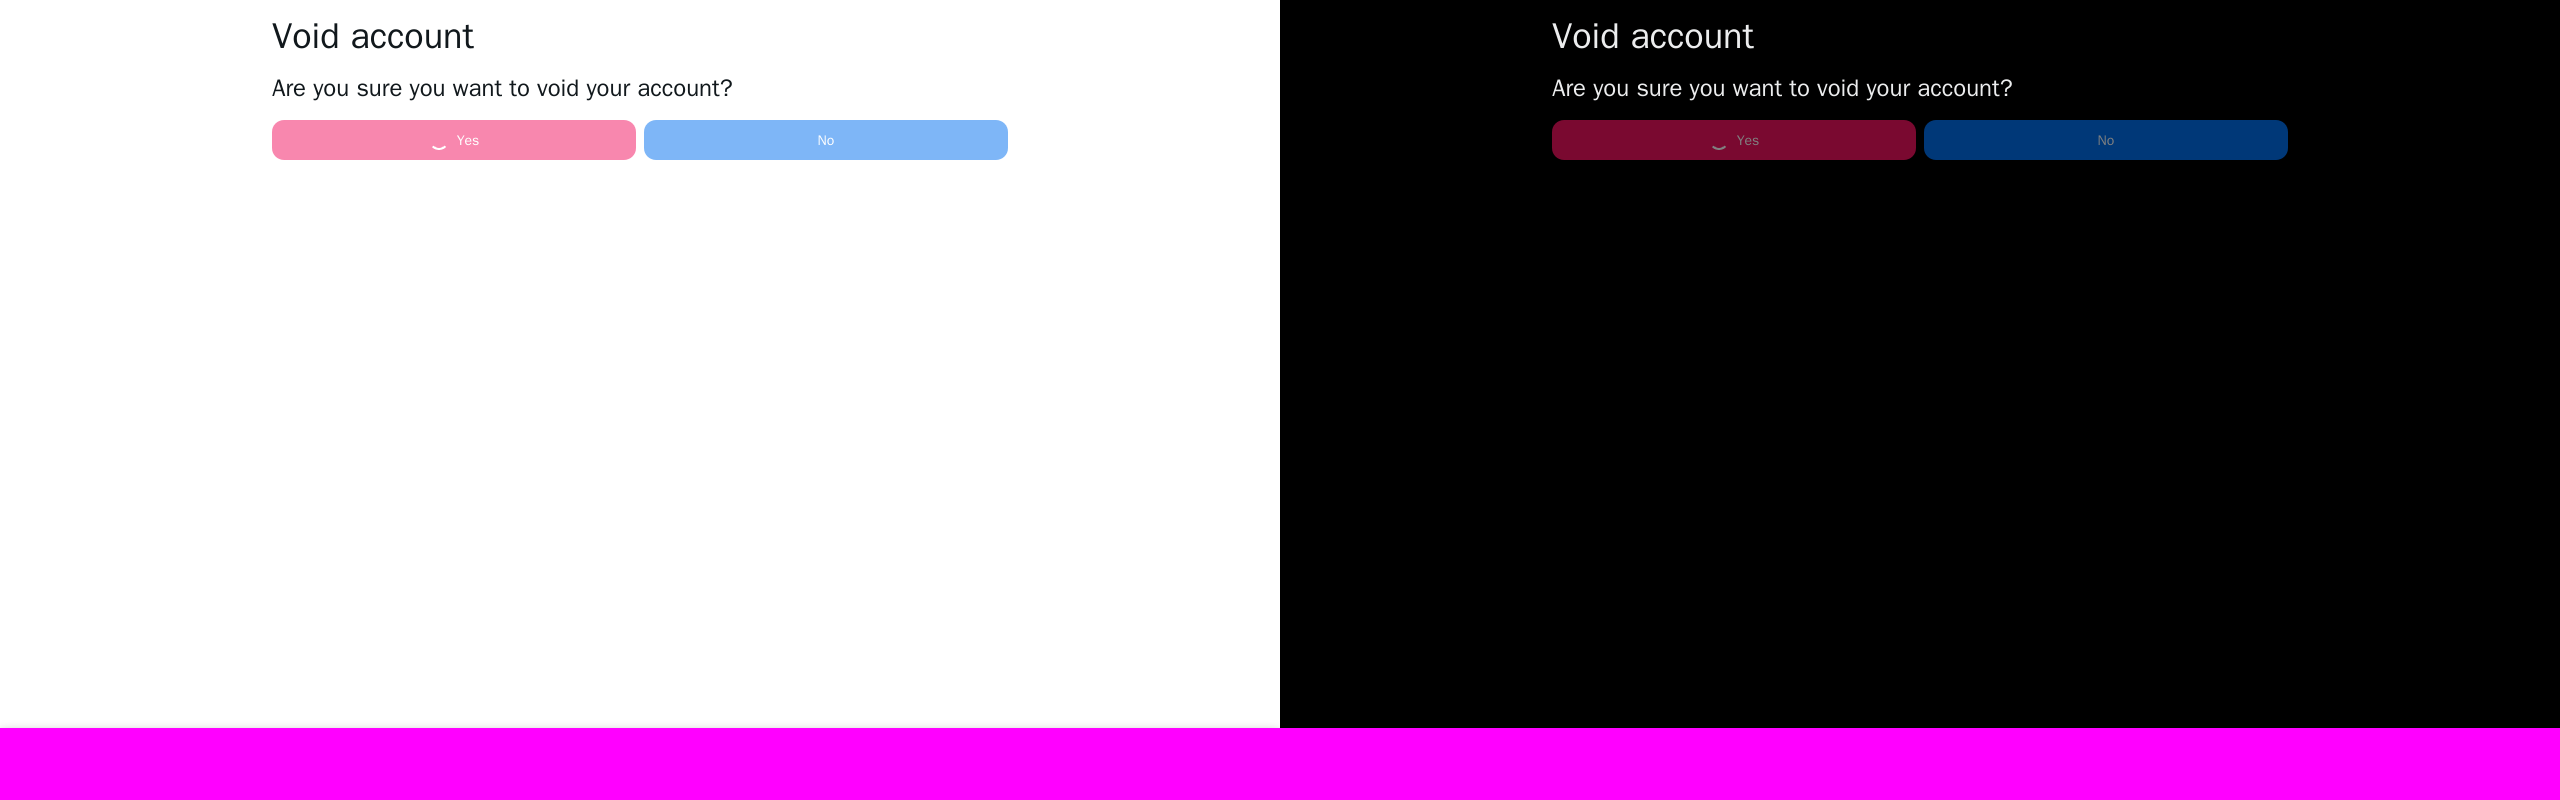 Void account
Are you sure you want to void your account?
Yes
No
Void account
Are you sure you want to void your account?
Yes
No